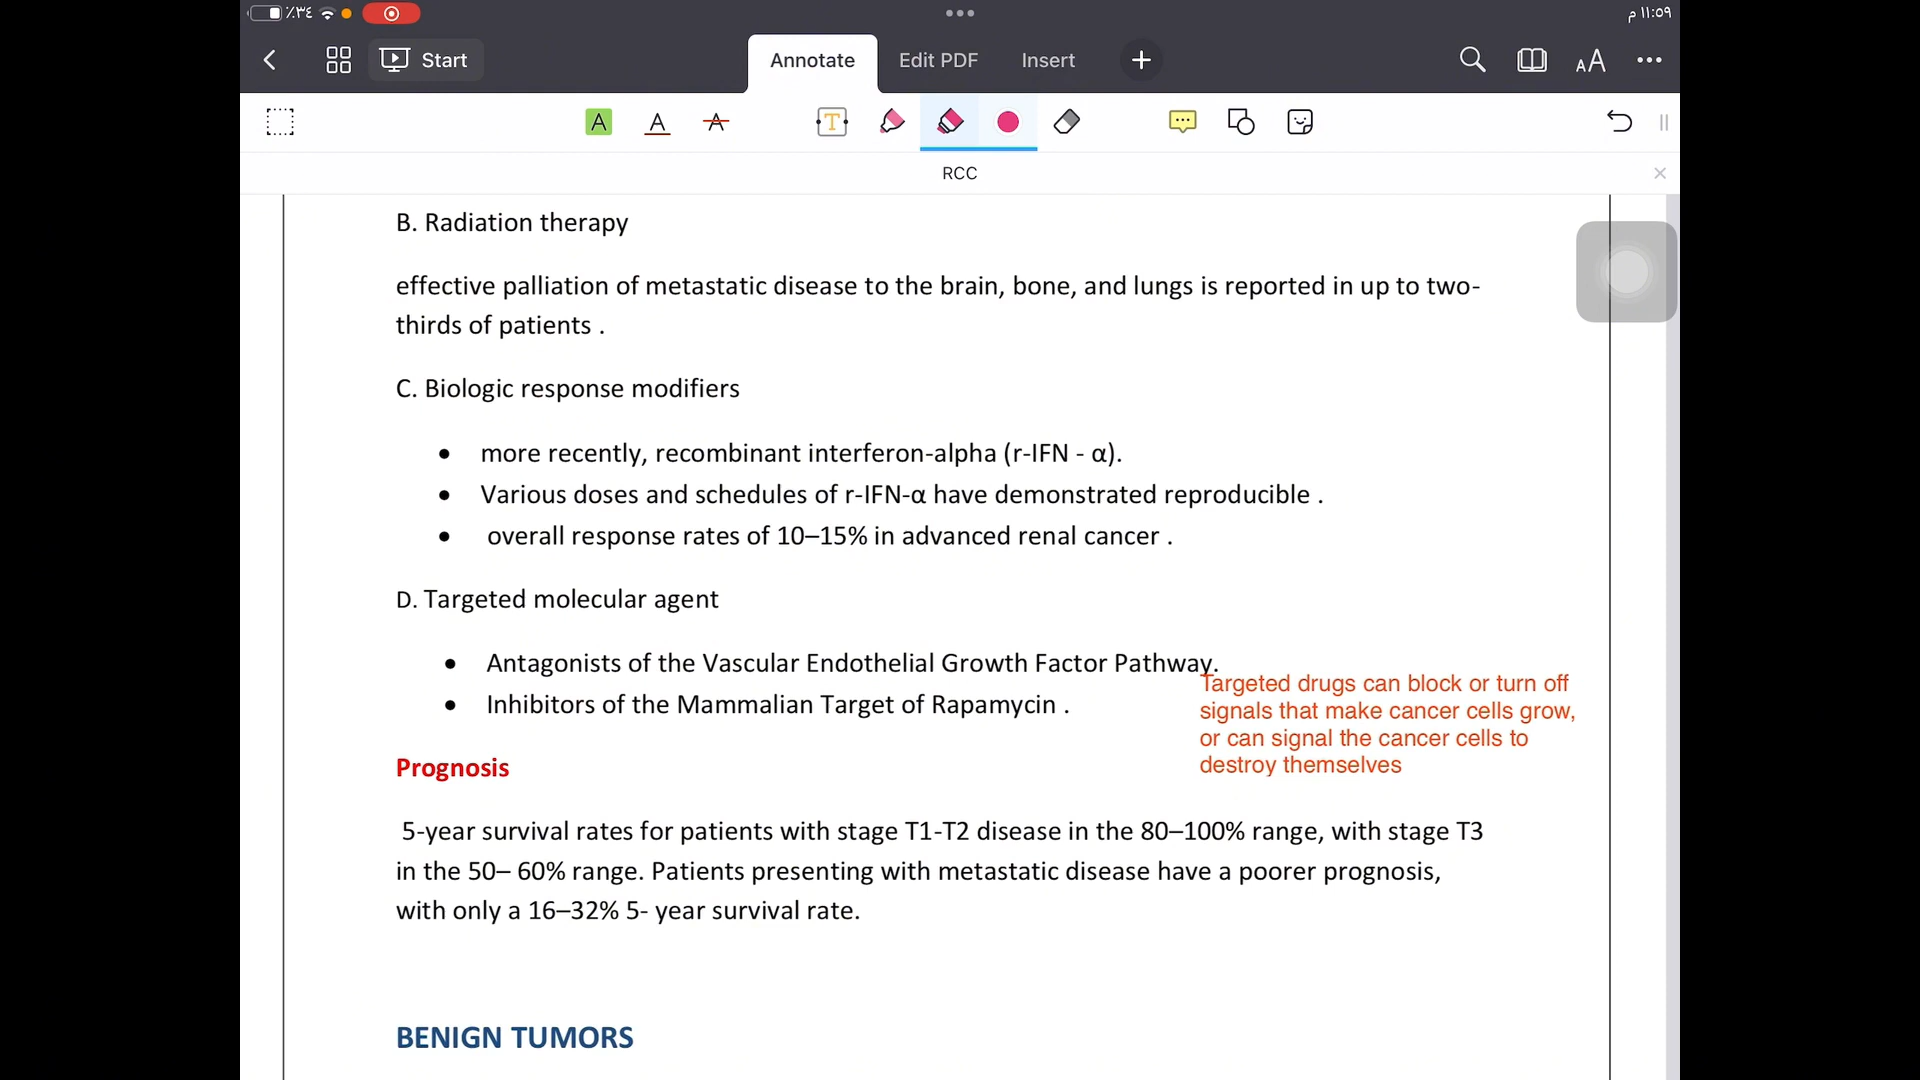 ٪٣٤
١١:٥٩ م
Start
Annotate
Edit PDF
Insert
AA
A
A
A
T
RCC
B. Radiation therapy
effective palliation of metastatic disease to the brain, bone, and lungs is reported in up to two-
thirds of patients .
C. Biologic response modifiers
• more recently, recombinant interferon-alpha (r-IFN - α).
• Various doses and schedules of r-IFN-α have demonstrated reproducible .
• overall response rates of 10–15% in advanced renal cancer .
D. Targeted molecular agent
• Antagonists of the Vascular Endothelial Growth Factor Pathway.
• Inhibitors of the Mammalian Target of Rapamycin .
Targeted drugs can block or turn off
signals that make cancer cells grow,
or can signal the cancer cells to
destroy themselves
Prognosis
5-year survival rates for patients with stage T1-T2 disease in the 80–100% range, with stage T3
in the 50– 60% range. Patients presenting with metastatic disease have a poorer prognosis,
with only a 16–32% 5- year survival rate.
BENIGN TUMORS